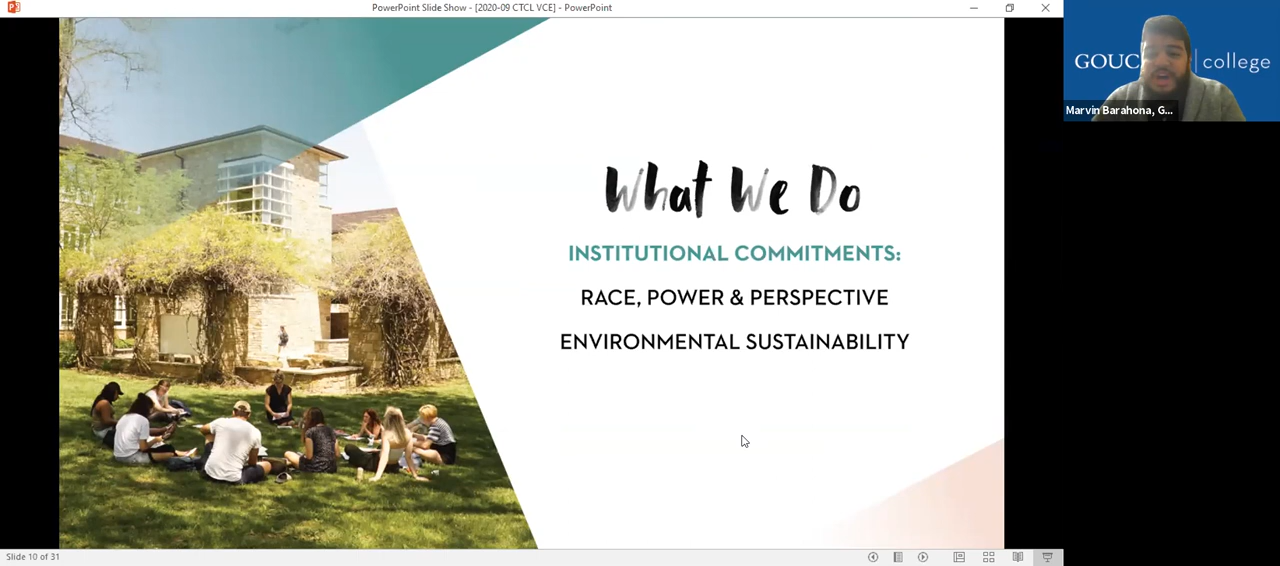 PowerPoint Slide Show - [2020-09 CTCL VCE] - PowerPoint
What We Do
INSTITUTIONAL COMMITMENTS:
RACE, POWER & PERSPECTIVE
ENVIRONMENTAL SUSTAINABILITY
GOUC college
Marvin Barahona, G...
Slide 10 of 31